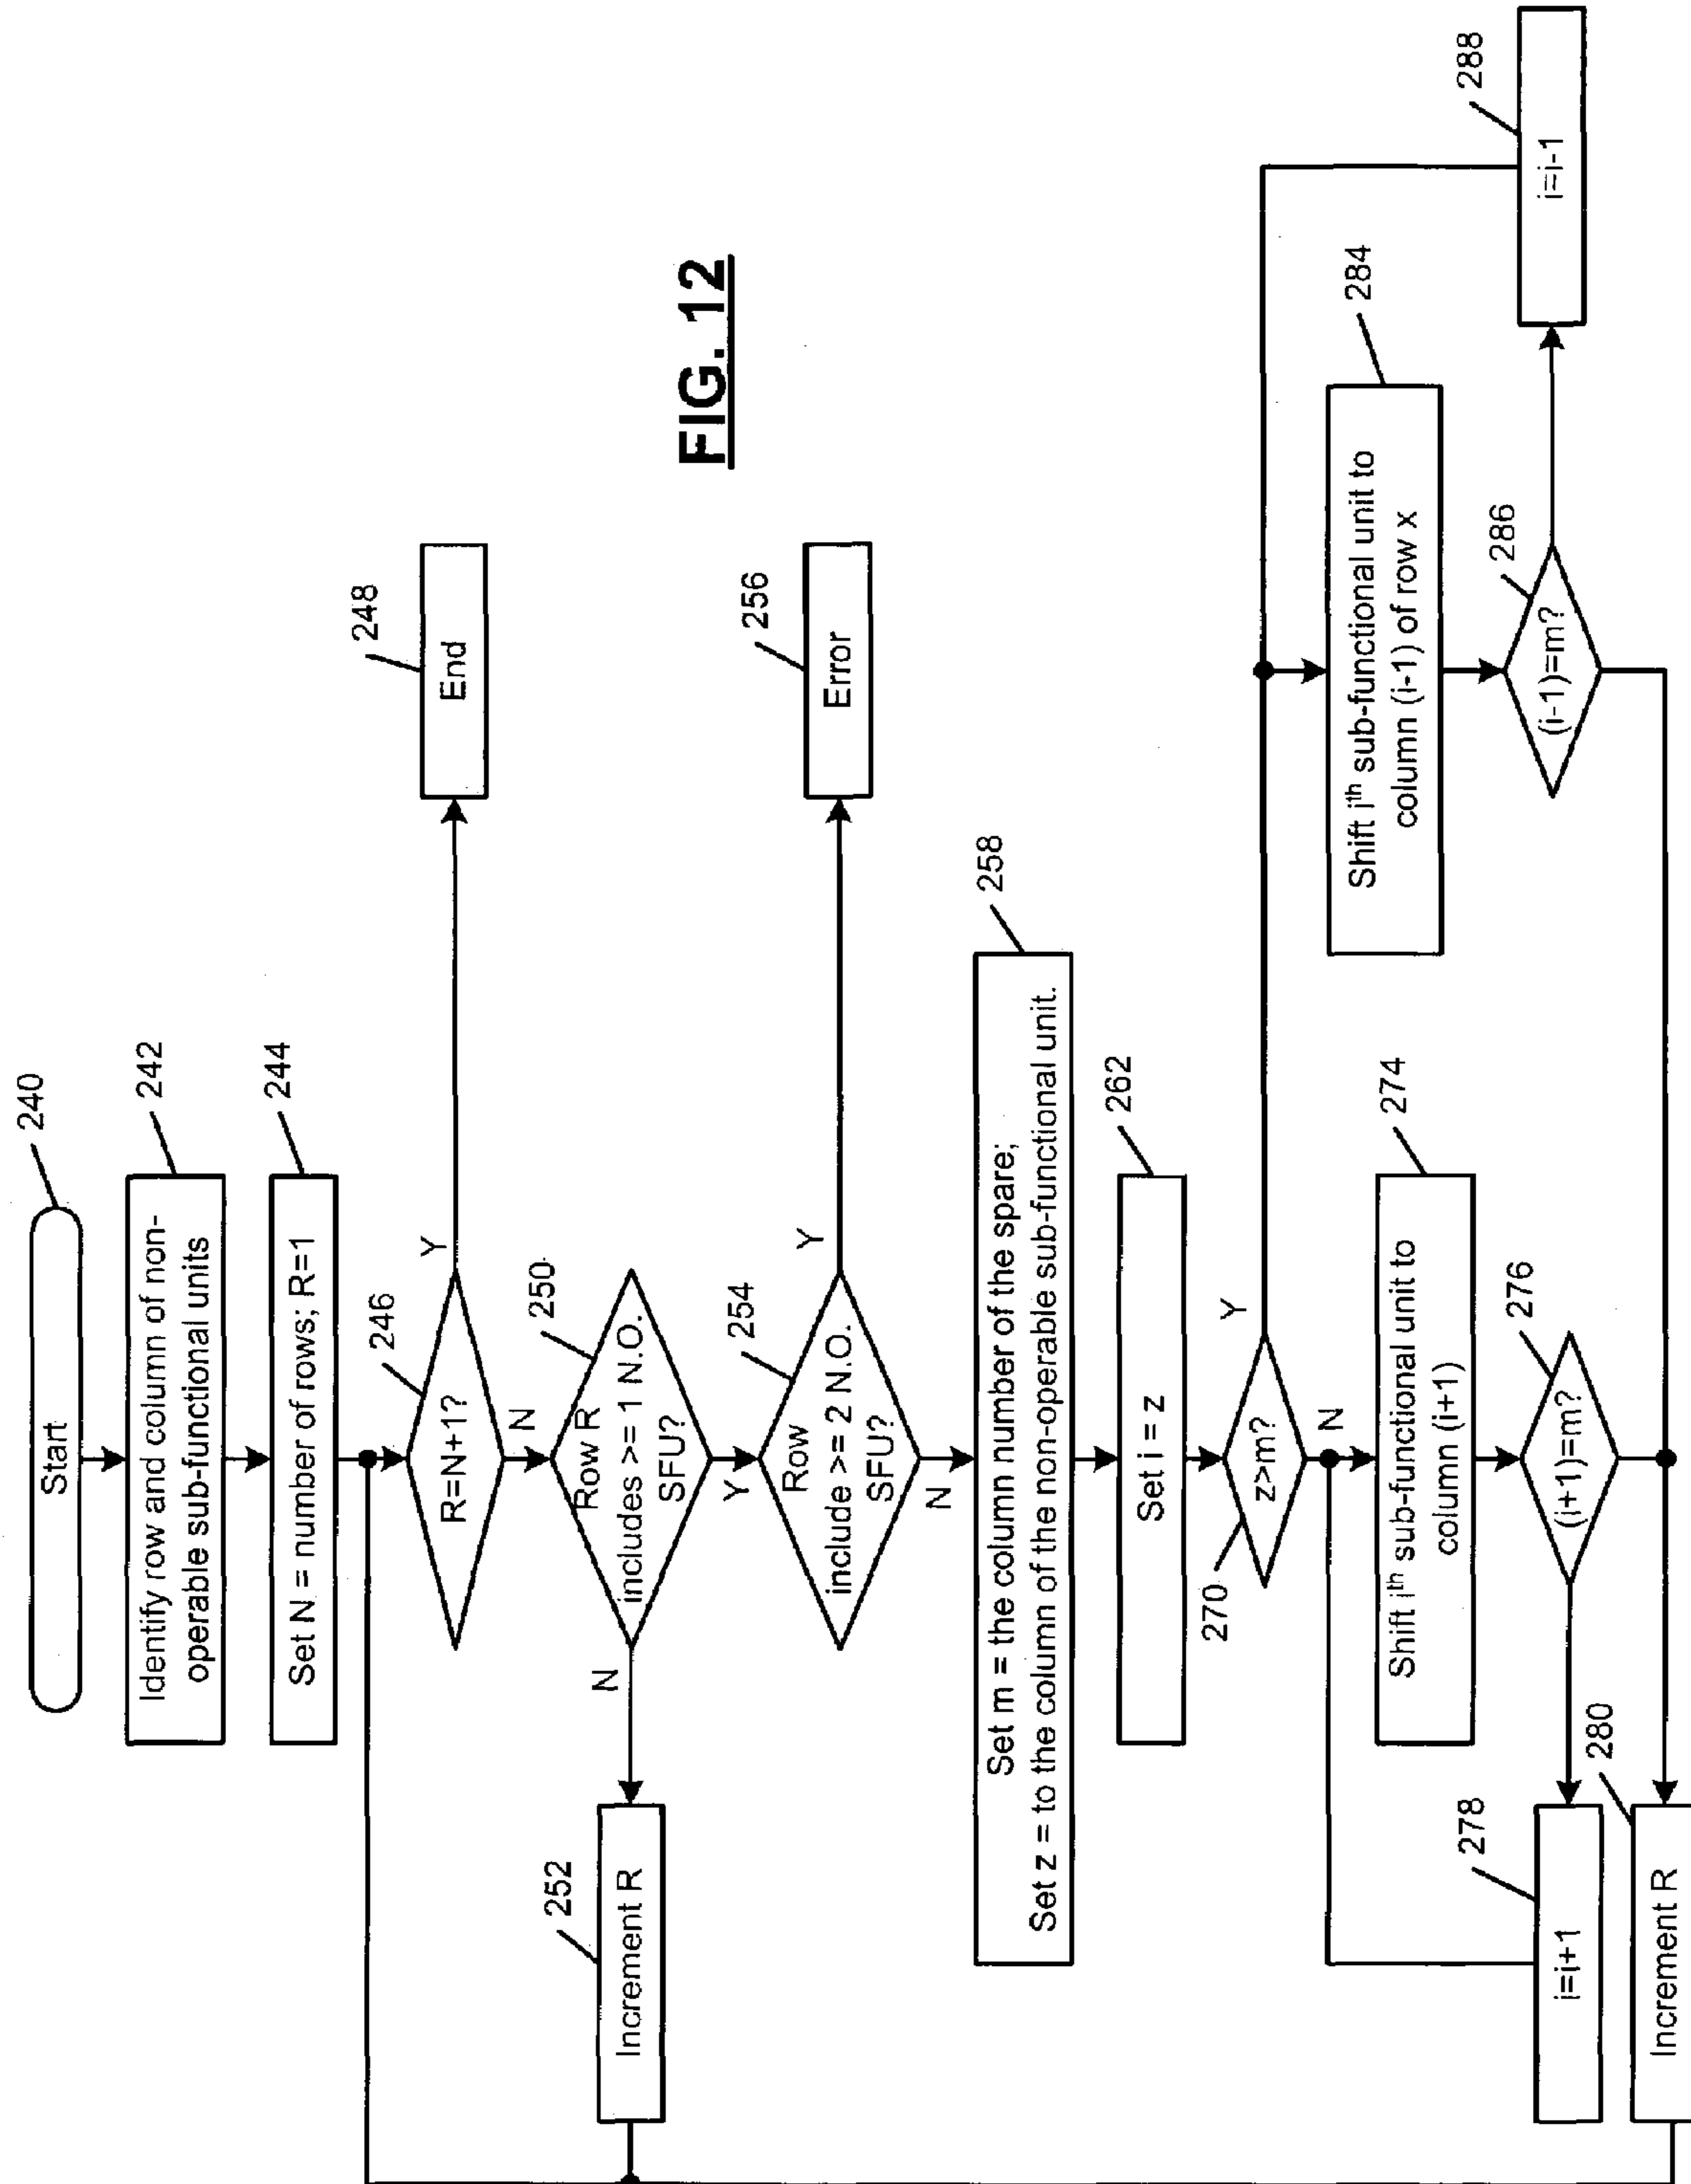 FIG. 12
240
Start
242
Identify row and column of non-
operable sub-functional units
244
Set N = number of rows; R=1
246
R=N+1?
Y
N
248
End
250
Row R
includes >= 1 N.O.
SFU?
N
Y
252
Increment R
254
Row
include >= 2 N.O.
SFU?
Y
N
256
Error
258
Set m = the column number of the spare;
Set z = to the column of the non-operable sub-functional unit.
262
Set i = z
270
z>m?
Y
N
274
Shift ith sub-functional unit to
column (i+1)
276
(i+1)=m?
278
i=i+1
280
Increment R
284
Shift ith sub-functional unit to
column (i-1) of row x
286
(i-1)=m?
288
i=i-1